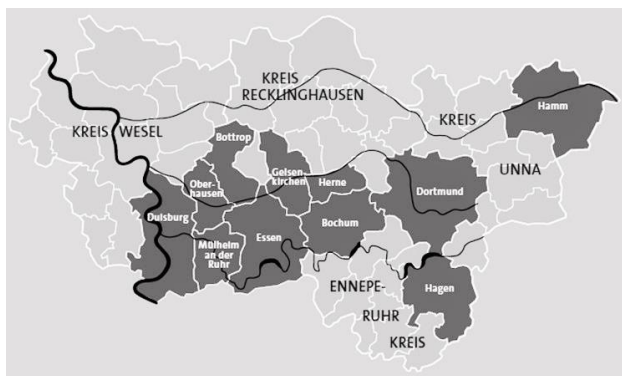 KREIS
RECKLINGHAUSEN
KREIS WESEL
KREIS
UNNA
Hamm
Bottrop
Ober-
hausen
Gelsen
kirchen
Herne
Dortmund
Duisburg
Mülheim
an der
Ruhr
Essen
Bochum
Hagen
ENNEPE-
RUHR
KREIS